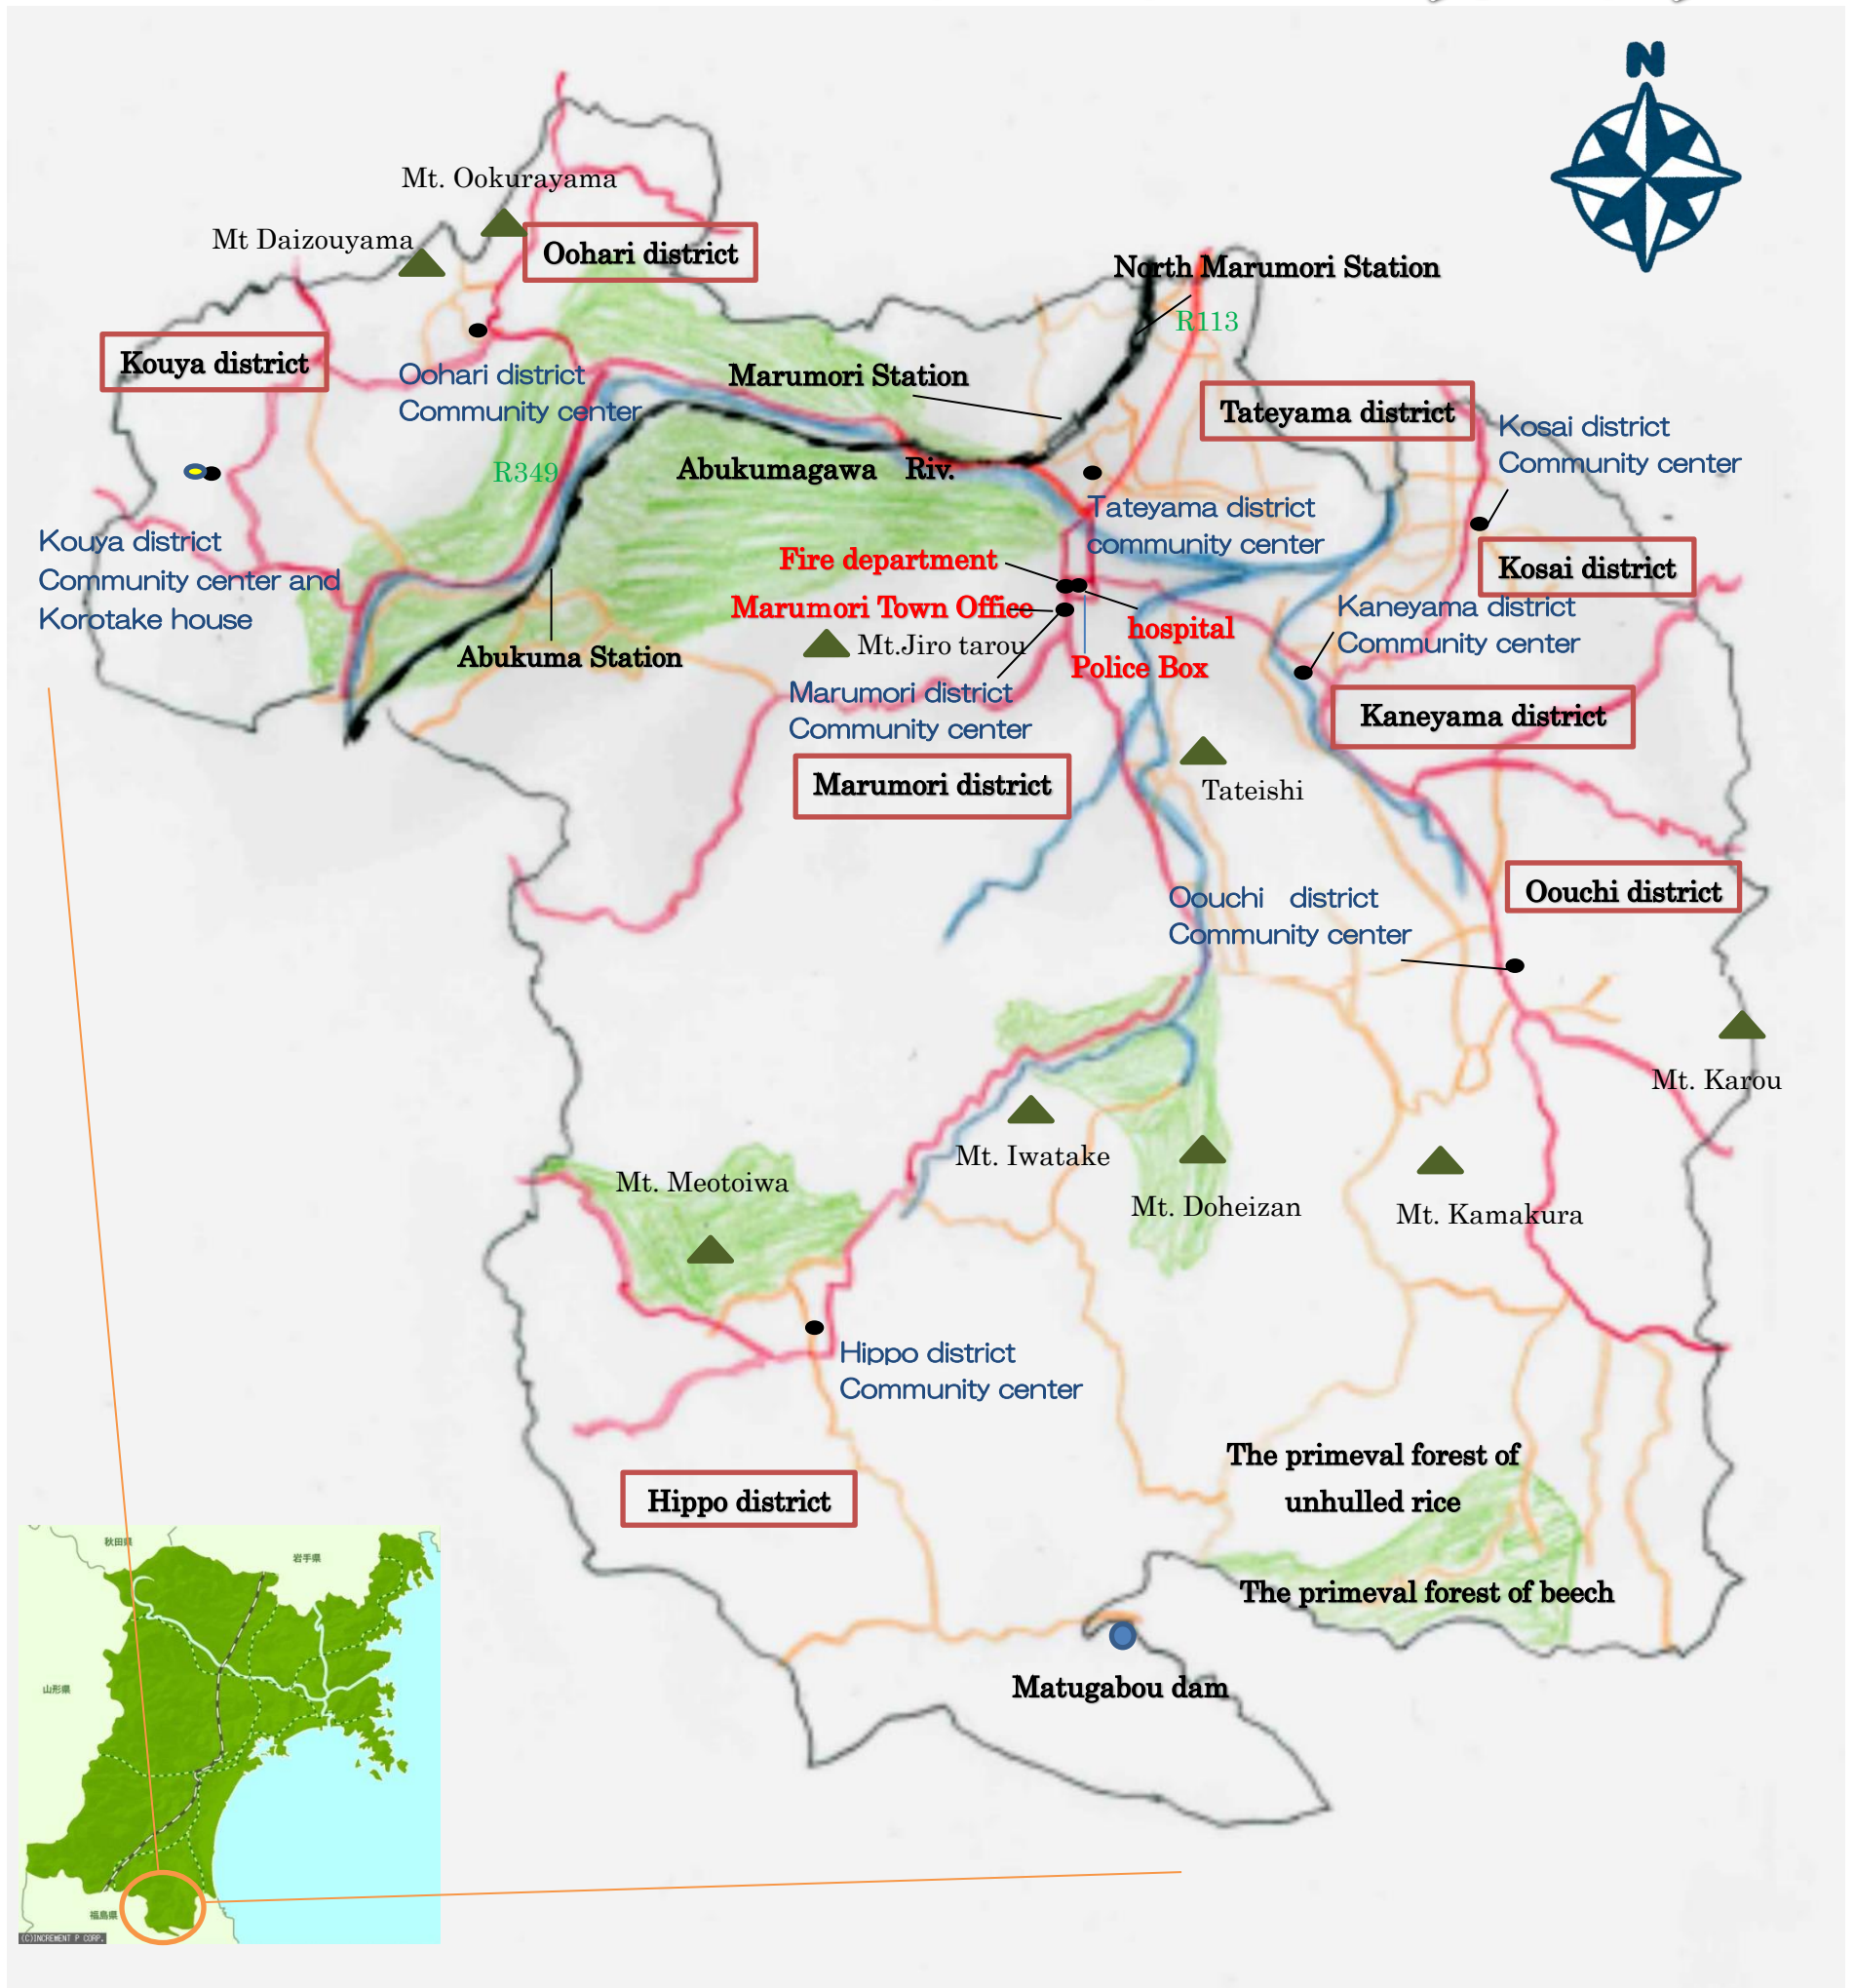 N
Mt. Ookurayama
Mt Daizouyama
Oohari district
North Marumori Station
R113
Kouya district
Oohari district
Community center
Marumori Station
Tateyama district
Kosai district
Community center
R349
Abukumagawa Riv.
Tateyama district
community center
Kouya district
Community center and
Korotake house
Fire department
Kosai district
Marumori Town Office
Kaneyama district
Community center
hospital
Mt.Jiro tarou
Abukuma Station
Police Box
Marumori district
Community center
Kaneyama district
Marumori district
Tateishi
Oouchi district
Oouchi district
Community center
Mt. Karou
Mt. Iwatake
Mt. Meotoiwa
Mt. Doheizan
Mt. Kamakura
Hippo district
Community center
The primeval forest of
unhulled rice
Hippo district
秋田県
岩手県
The primeval forest of beech
山形県
Matugabou dam
福島県
(C)INCREMENT P CORP.